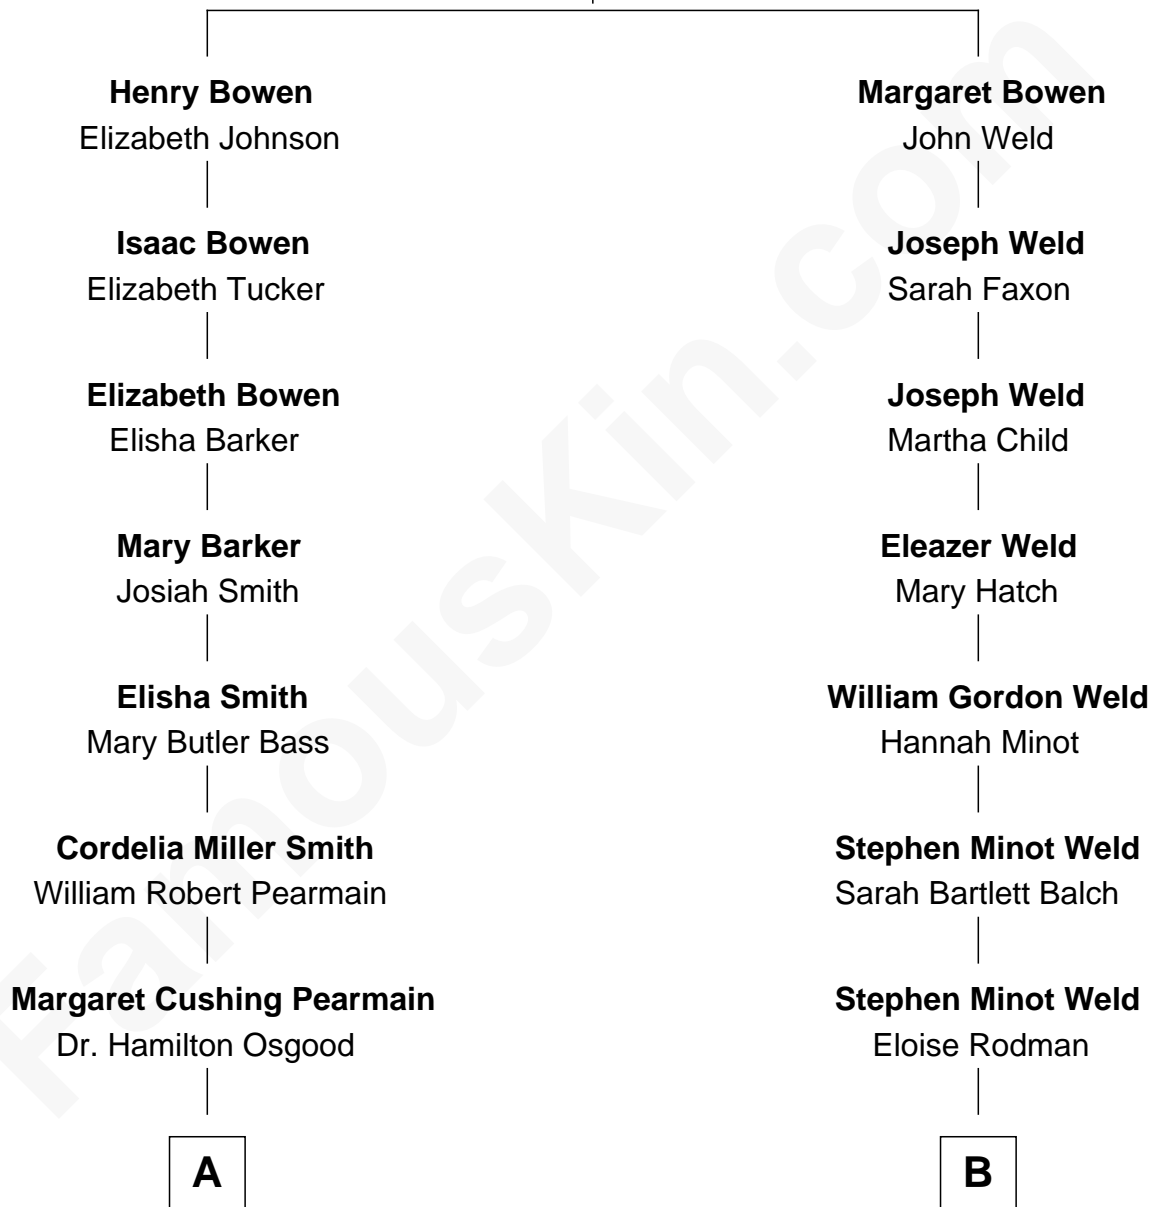 Henry Bowen
Elizabeth Johnson
Isaac Bowen
Elizabeth Tucker
Elizabeth Bowen
Elisha Barker
Mary Barker
Josiah Smith
Elisha Smith
Mary Butler Bass
Cordelia Miller Smith
William Robert Pearmain
Margaret Cushing Pearmain
Dr. Hamilton Osgood
A
Margaret Bowen
John Weld
Joseph Weld
Sarah Faxon
Joseph Weld
Martha Child
Eleazer Weld
Mary Hatch
William Gordon Weld
Hannah Minot
Stephen Minot Weld
Sarah Bartlett Balch
Stephen Minot Weld
Eloise Rodman
B
FamousKin.com